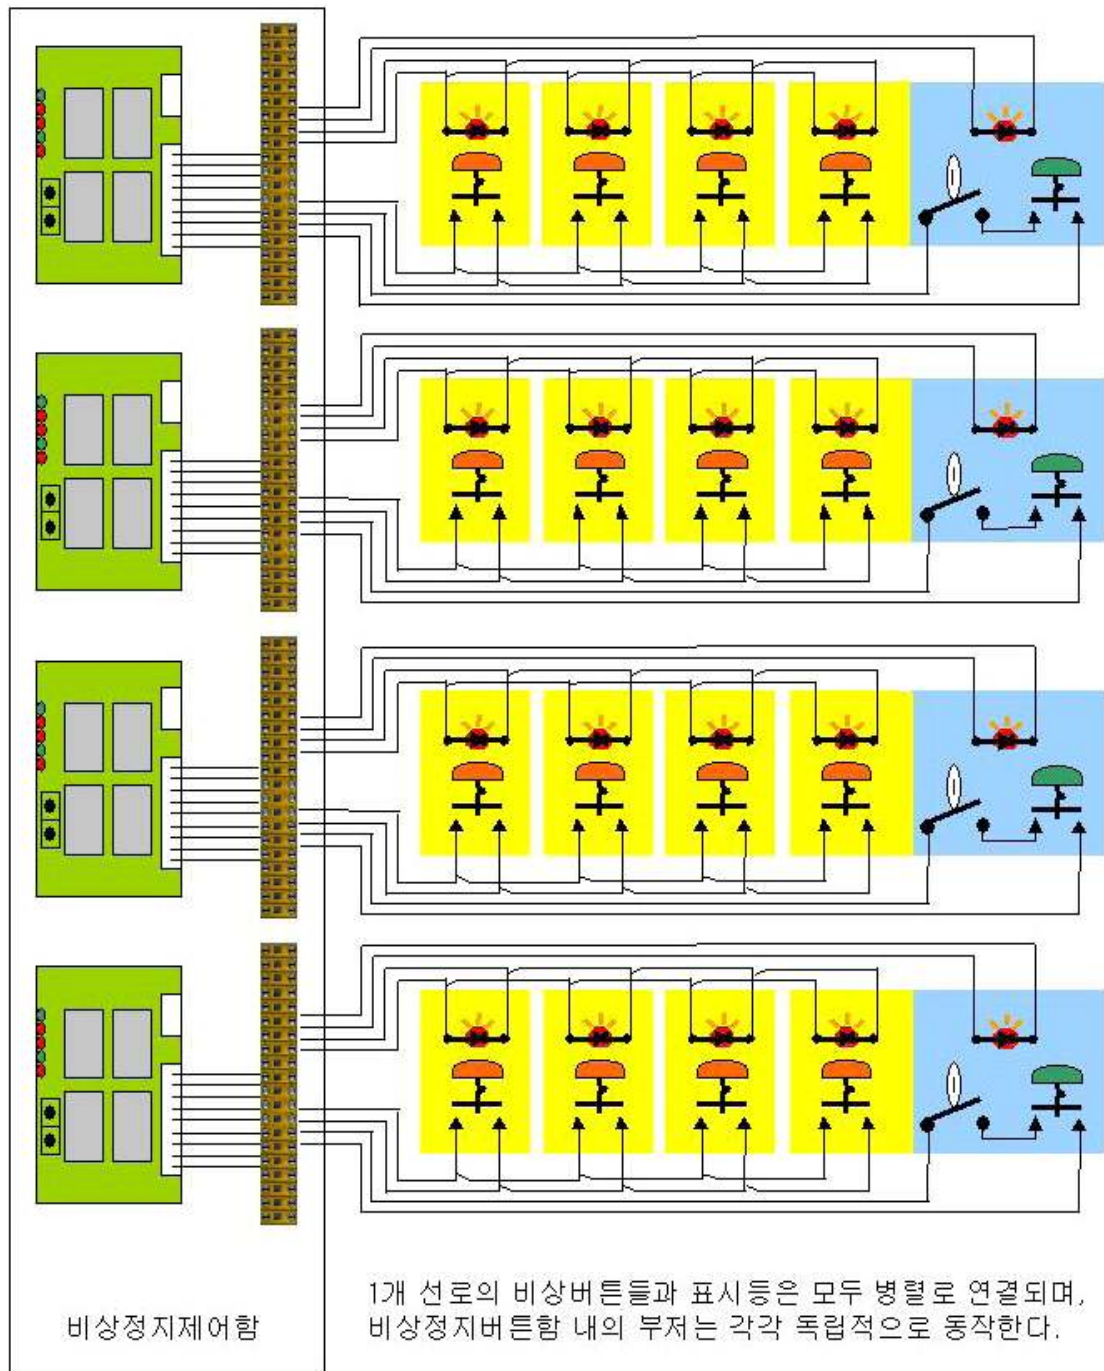 비상정지제어함
1개 선로의 비상버튼들과 표시등은 모두 병렬로 연결되며,
비상정지버튼함 내의 부저는 각각 독립적으로 동작한다.